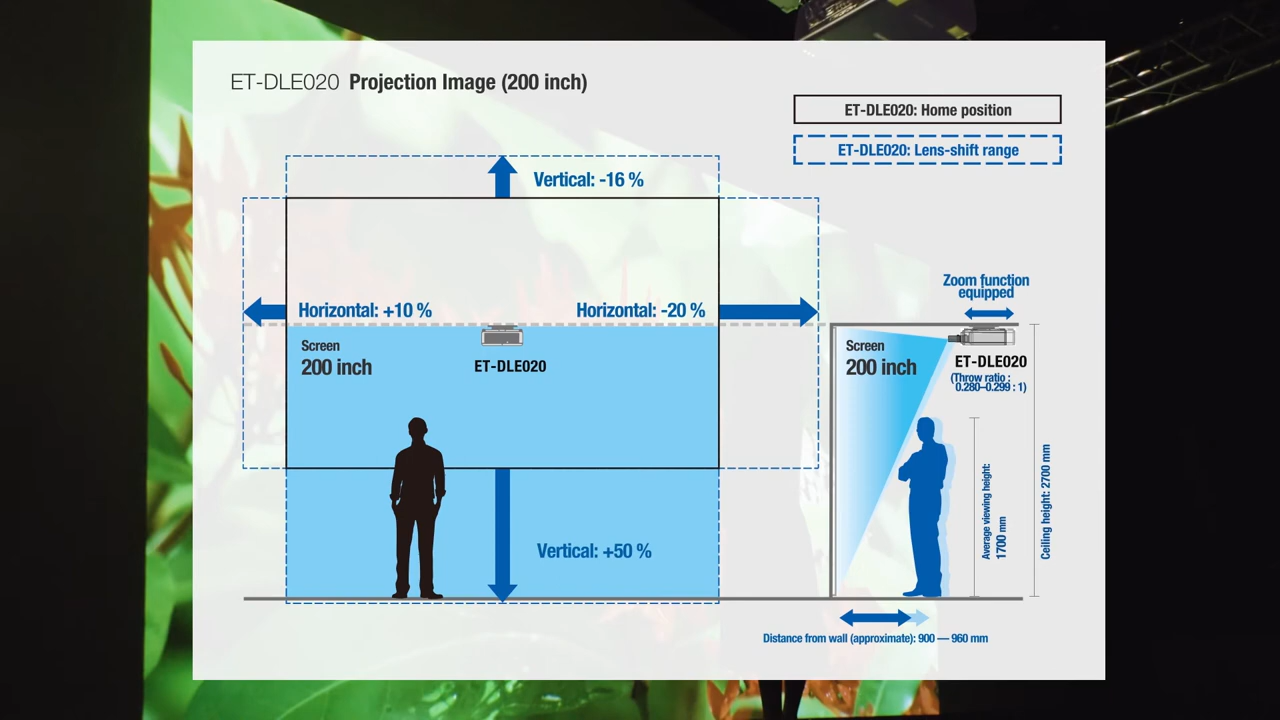 ET-DLE020 Projection Image (200 inch)
ET-DLE020: Home position
ET-DLE020: Lens-shift range
Vertical: -16 %
Horizontal: +10 %
Horizontal: -20 %
Screen
200 inch
ET-DLE020
Vertical: +50 %
Zoom function
equipped
Screen
200 inch
ET-DLE020
(Throw ratio :
0.280–0.299 : 1)
Average viewing height:
1700 mm
Ceiling height: 2700 mm
Distance from wall (approximate): 900 — 960 mm